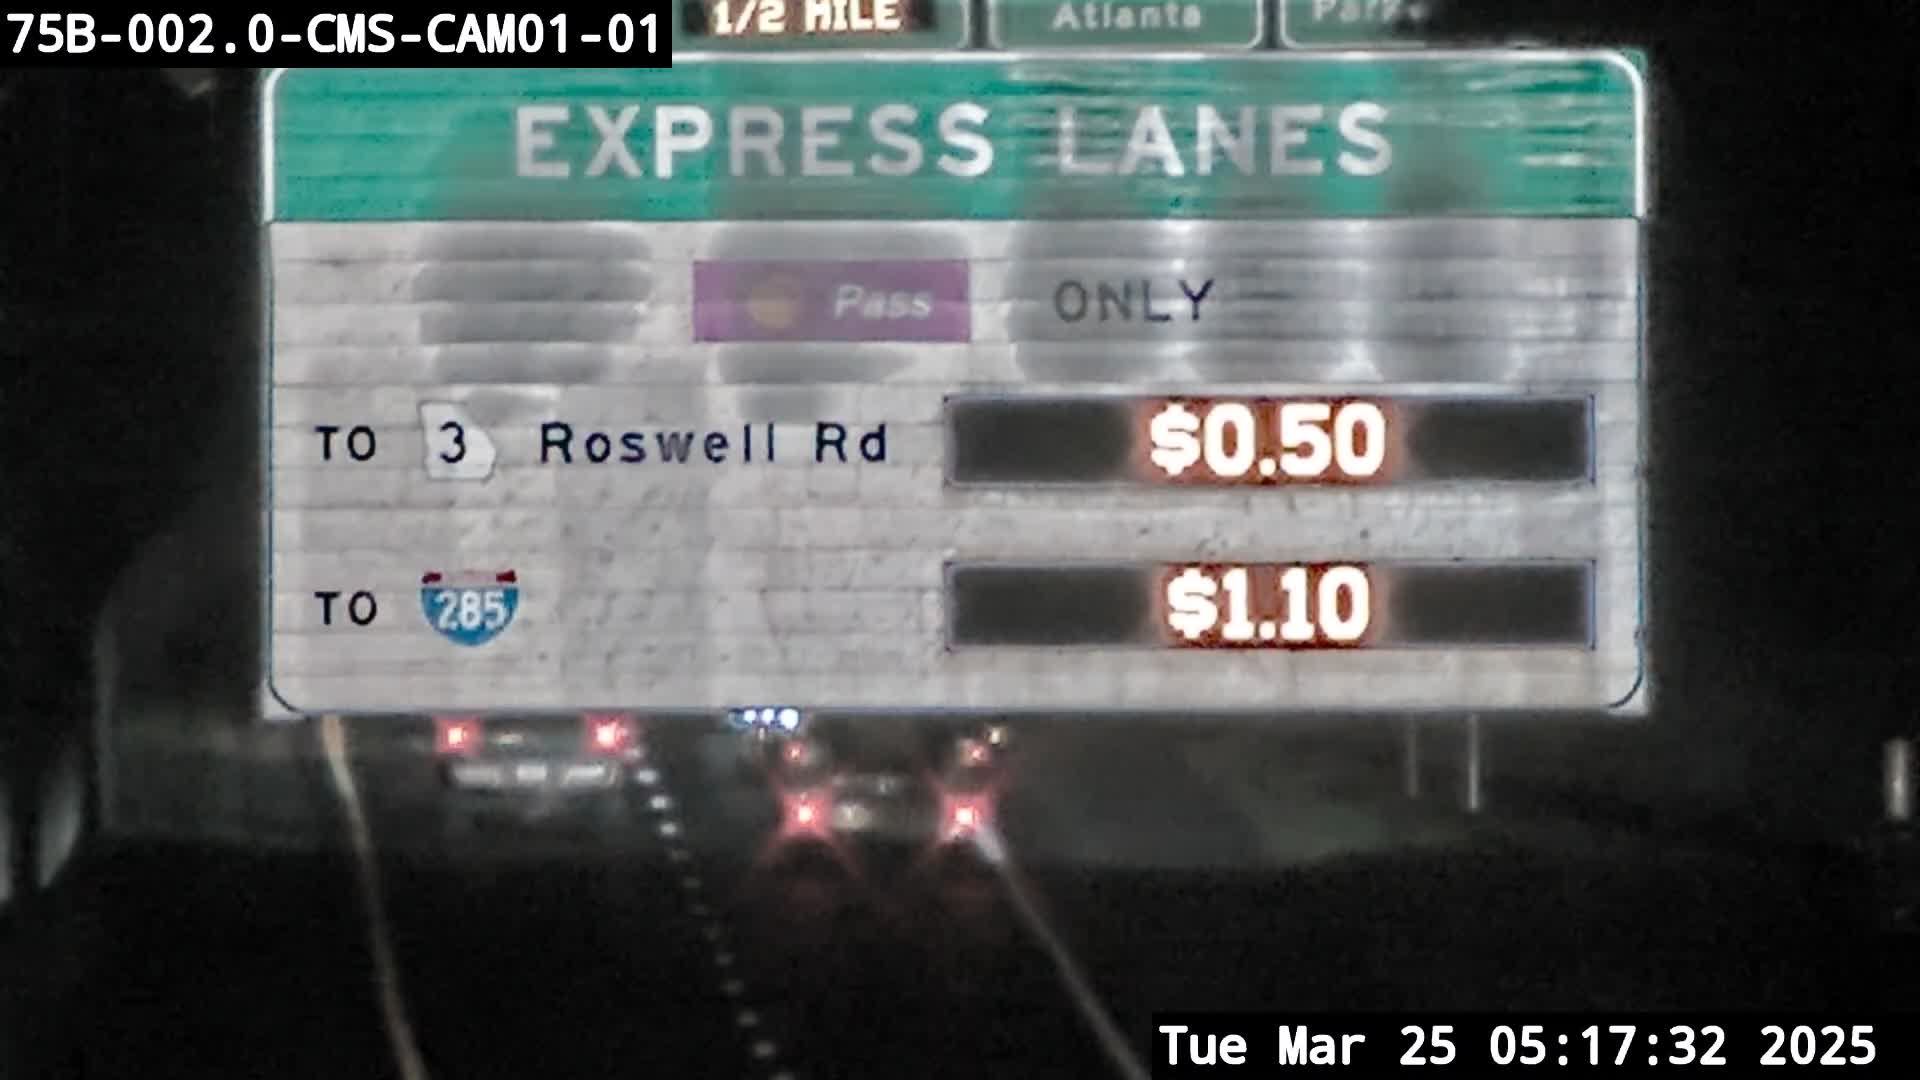 75B-002.0-CMS-CAM01-01
1/2 MILE
Atlanta
EXPRESS LANES
Pass ONLY
TO 3 Roswell Rd $0.50
TO 285 $1.10
Tue Mar 25 05:17:32 2025